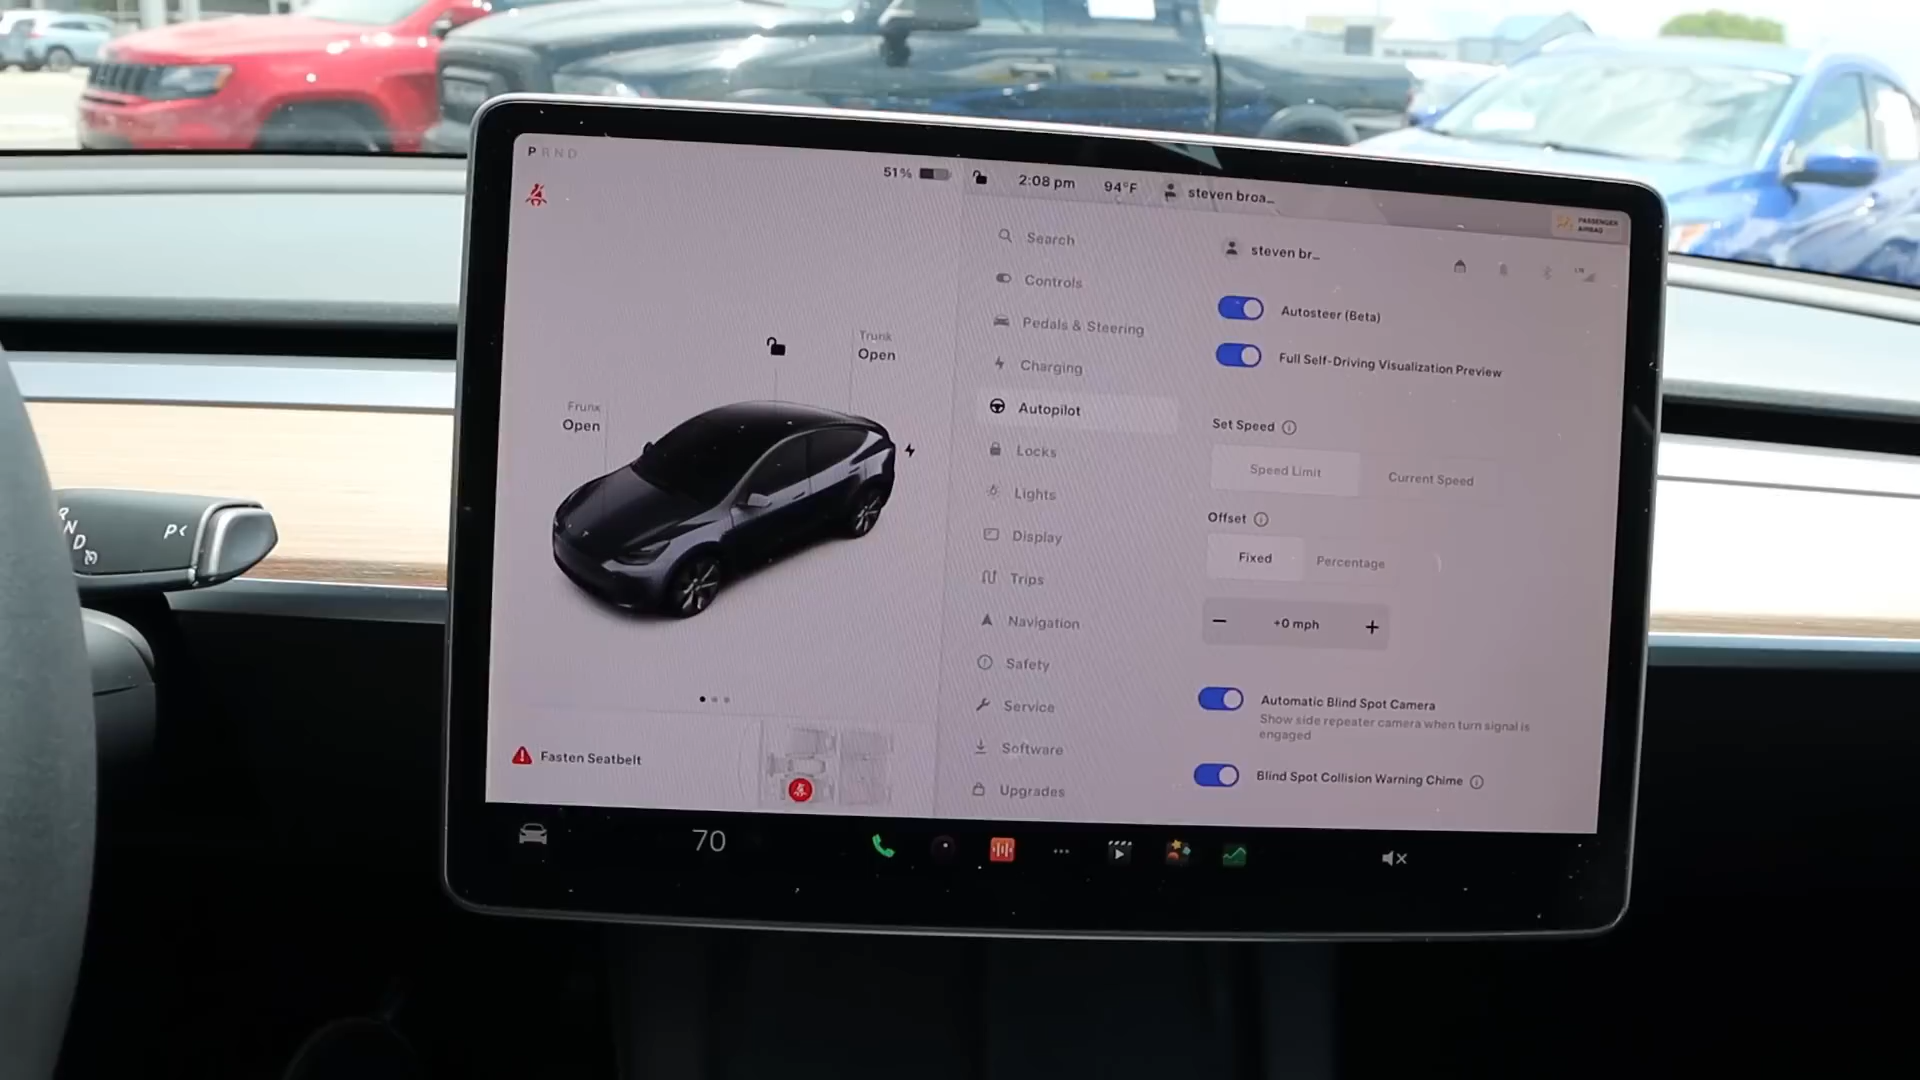 P R N D
51%
2:08 pm
94°F
steven broa...
PASSENGER
AIRBAG
Trunk
Open
Frunk
Open
Fasten Seatbelt
Search
Controls
Pedals & Steering
Charging
Autopilot
Locks
Lights
Display
Trips
Navigation
Safety
Service
Software
Upgrades
steven br...
LTE
Autosteer (Beta)
Full Self-Driving Visualization Preview
Set Speed
Speed Limit
Current Speed
Offset
Fixed
Percentage
− +0 mph +
Automatic Blind Spot Camera
Show side repeater camera when turn signal is
engaged
Blind Spot Collision Warning Chime
70
R
N
D
P<